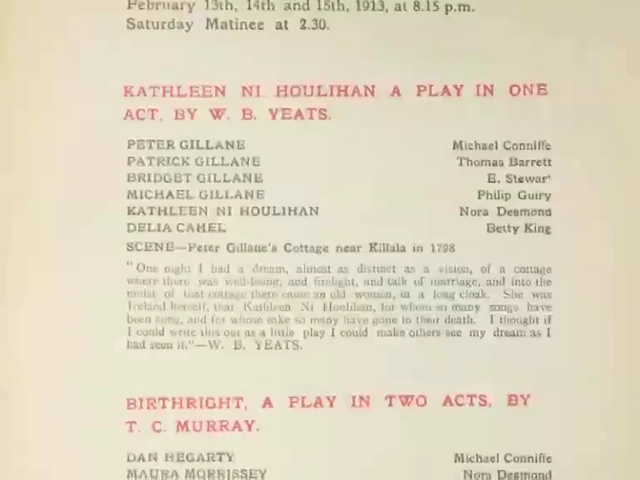 February 13th, 14th and 15th, 1913, at 8.15 p.m.
Saturday Matinee at 2.30.
KATHLEEN NI HOULIHAN A PLAY IN ONE
ACT, BY W. B. YEATS.
PETER GILLANE Michael Conniffe
PATRICK GILLANE Thomas Barrett
BRIDGET GILLANE E. Stewar'
MICHAEL GILLANE Philip Guiry
KATHLEEN NI HOULIHAN Nora Desmond
DELIA CAHEL Betty King
SCENE—Peter Gillane's Cottage near Killala in 1798
"One night I had a dream, almost as distinct as a vision, of a cottage
where there was well-being, and firelight, and talk of marriage, and into the
midst of that cottage there came an old woman, in a long cloak. She was
Ireland herself, that Kathleen Ni Houlihan, for whom so many songs have
been sung, and for whom sake so many have gone to their death. I thought if
I could write this out as a little play I could make others see my dream as I
had seen it."—W. B. YEATS.
BIRTHRIGHT, A PLAY IN TWO ACTS, BY
T. C. MURRAY.
DAN HEGARTY Michael Conniffe
MAURA MORRISSEY Nora Desmond